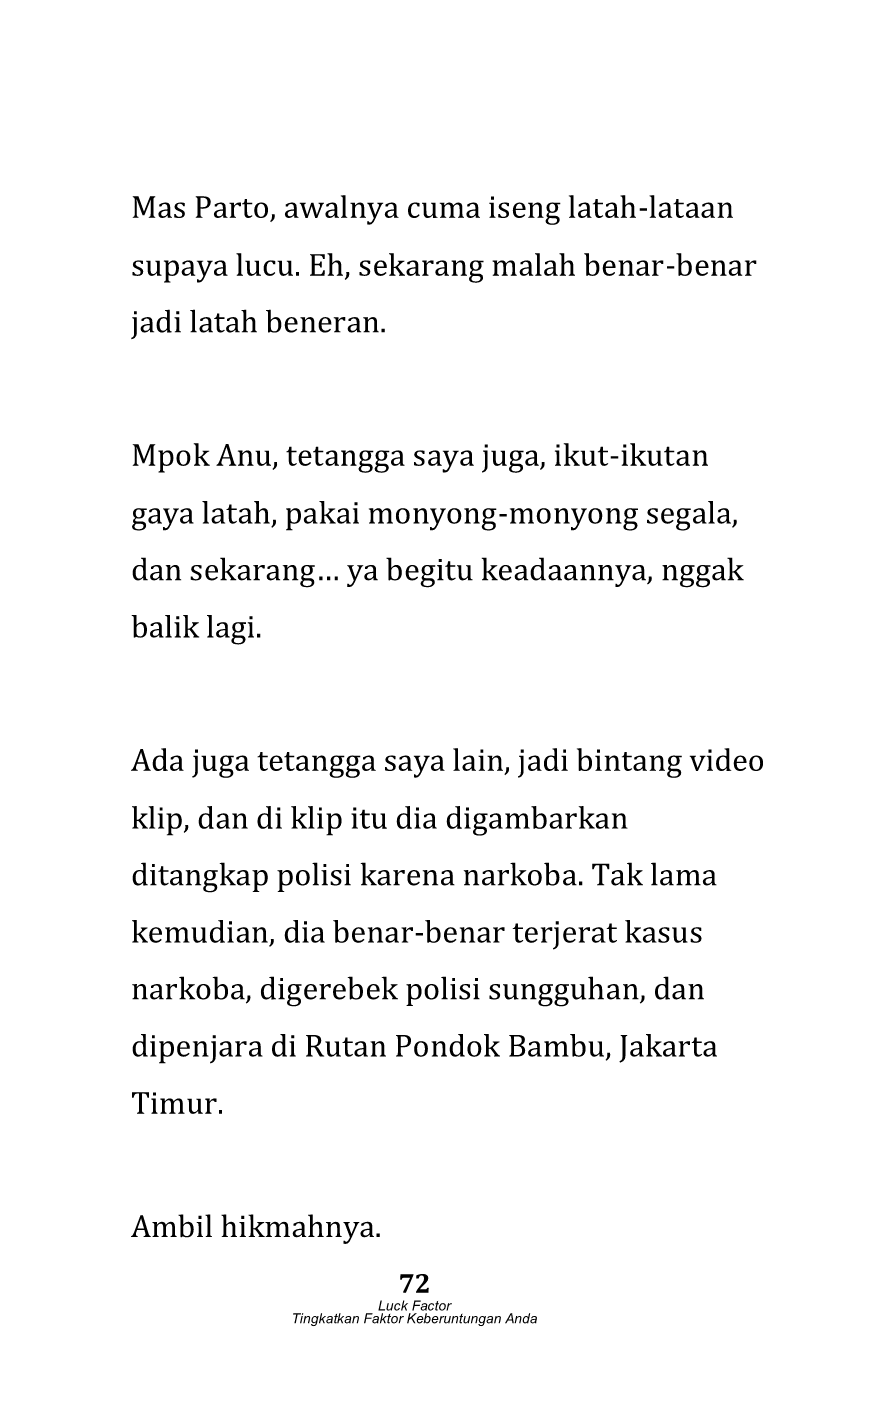 Mas Parto, awalnya cuma iseng latah-lataan
supaya lucu. Eh, sekarang malah benar-benar
jadi latah beneran.
Mpok Anu, tetangga saya juga, ikut-ikutan
gaya latah, pakai monyong-monyong segala,
dan sekarang... ya begitu keadaannya, nggak
balik lagi.
Ada juga tetangga saya lain, jadi bintang video
klip, dan di klip itu dia digambarkan
ditangkap polisi karena narkoba. Tak lama
kemudian, dia benar-benar terjerat kasus
narkoba, digerebek polisi sungguhan, dan
dipenjara di Rutan Pondok Bambu, Jakarta
Timur.
Ambil hikmahnya.
72
Luck Factor
Tingkatkan Faktor Keberuntungan Anda